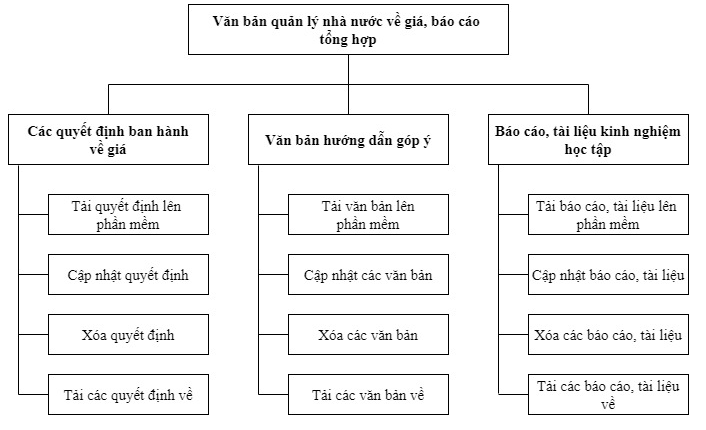 Văn bản quản lý nhà nước về giá, báo cáo
tổng hợp
Các quyết định ban hành
về giá
Tải quyết định lên
phần mềm
Cập nhật quyết định
Xóa quyết định
Tải các quyết định về
Văn bản hướng dẫn góp ý
Tải văn bản lên
phần mềm
Cập nhật các văn bản
Xóa các văn bản
Tải các văn bản về
Báo cáo, tài liệu kinh nghiệm
học tập
Tải báo cáo, tài liệu lên
phần mềm
Cập nhật báo cáo, tài liệu
Xóa các báo cáo, tài liệu
Tải các báo cáo, tài liệu
về